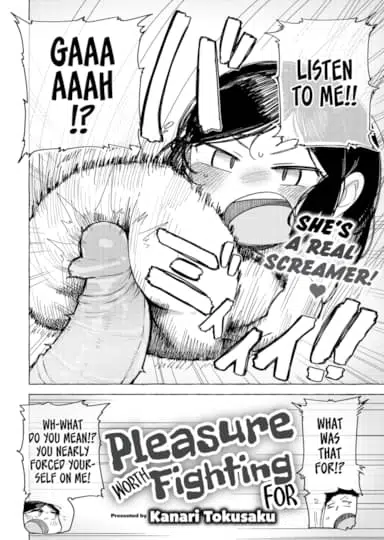 LISTEN
TO ME!!
GAAA
AAAH
!?
SHE'S
A REAL
SCREAMER!
WHAT
WAS
THAT
FOR!?
WH-WHAT
DO YOU MEAN!?
YOU NEARLY
FORCED YOUR-
SELF ON ME!
Pleasure
WORTH
Fighting
FOR
Presented by Kanari Tokusaku